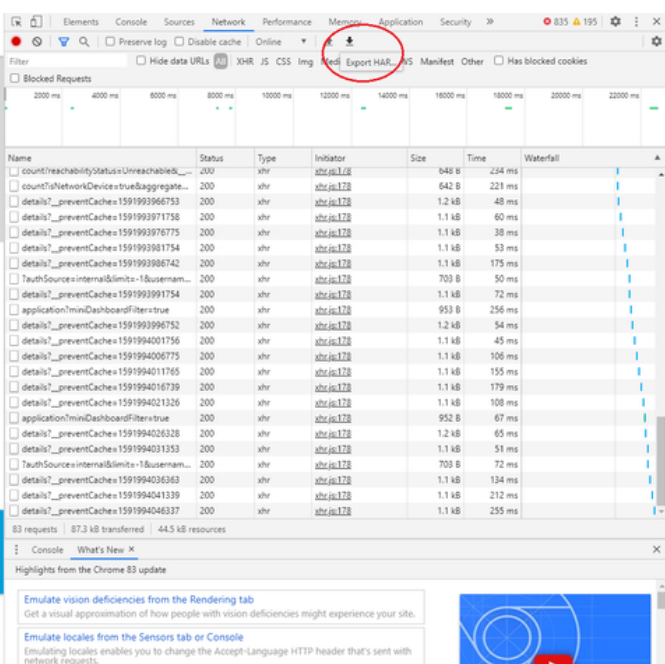 Elements Console Sources Network Performance Memory Application Security » 835 195
Preserve log Disable cache Online
Filter Hide data URLs All XHR JS CSS Img Medi Export HAR... WS Manifest Other Has blocked cookies
Blocked Requests
2000 ms 4000 ms 6000 ms 8000 ms 10000 ms 12000 ms 14000 ms 16000 ms 18000 ms 20000 ms 22000 ms
Name Status Type Initiator Size Time Waterfall
count?reachabilityStatus=Unreachable&__... 200 xhr xhr.js:178 648 B 234 ms
count?isNetworkDevice=true&aggregate... 200 xhr xhr.js:178 642 B 221 ms
details?__preventCache=1591993966753 200 xhr xhr.js:178 1.2 kB 48 ms
details?__preventCache=1591993971758 200 xhr xhr.js:178 1.1 kB 60 ms
details?__preventCache=1591993976775 200 xhr xhr.js:178 1.1 kB 38 ms
details?__preventCache=1591993981754 200 xhr xhr.js:178 1.1 kB 53 ms
details?__preventCache=1591993986742 200 xhr xhr.js:178 1.1 kB 175 ms
?authSource=internal&limit=-1&usernam... 200 xhr xhr.js:178 703 B 50 ms
details?__preventCache=1591993991754 200 xhr xhr.js:178 1.1 kB 72 ms
application?miniDashboardFilter=true 200 xhr xhr.js:178 953 B 256 ms
details?__preventCache=1591993996752 200 xhr xhr.js:178 1.2 kB 54 ms
details?__preventCache=1591994001756 200 xhr xhr.js:178 1.1 kB 45 ms
details?__preventCache=1591994006775 200 xhr xhr.js:178 1.1 kB 106 ms
details?__preventCache=1591994011765 200 xhr xhr.js:178 1.1 kB 155 ms
details?__preventCache=1591994016739 200 xhr xhr.js:178 1.1 kB 179 ms
details?__preventCache=1591994021326 200 xhr xhr.js:178 1.1 kB 108 ms
application?miniDashboardFilter=true 200 xhr xhr.js:178 952 B 67 ms
details?__preventCache=1591994026328 200 xhr xhr.js:178 1.2 kB 65 ms
details?__preventCache=1591994031353 200 xhr xhr.js:178 1.1 kB 51 ms
?authSource=internal&limit=-1&usernam... 200 xhr xhr.js:178 703 B 72 ms
details?__preventCache=1591994036363 200 xhr xhr.js:178 1.1 kB 134 ms
details?__preventCache=1591994041339 200 xhr xhr.js:178 1.1 kB 212 ms
details?__preventCache=1591994046337 200 xhr xhr.js:178 1.1 kB 255 ms
83 requests 87.3 kB transferred 44.5 kB resources
Console What's New ×
Highlights from the Chrome 83 update
Emulate vision deficiencies from the Rendering tab
Get a visual approximation of how people with vision deficiencies might experience your site.
Emulate locales from the Sensors tab or Console
Emulating locales enables you to change the Accept-Language HTTP header that's sent with
network requests.